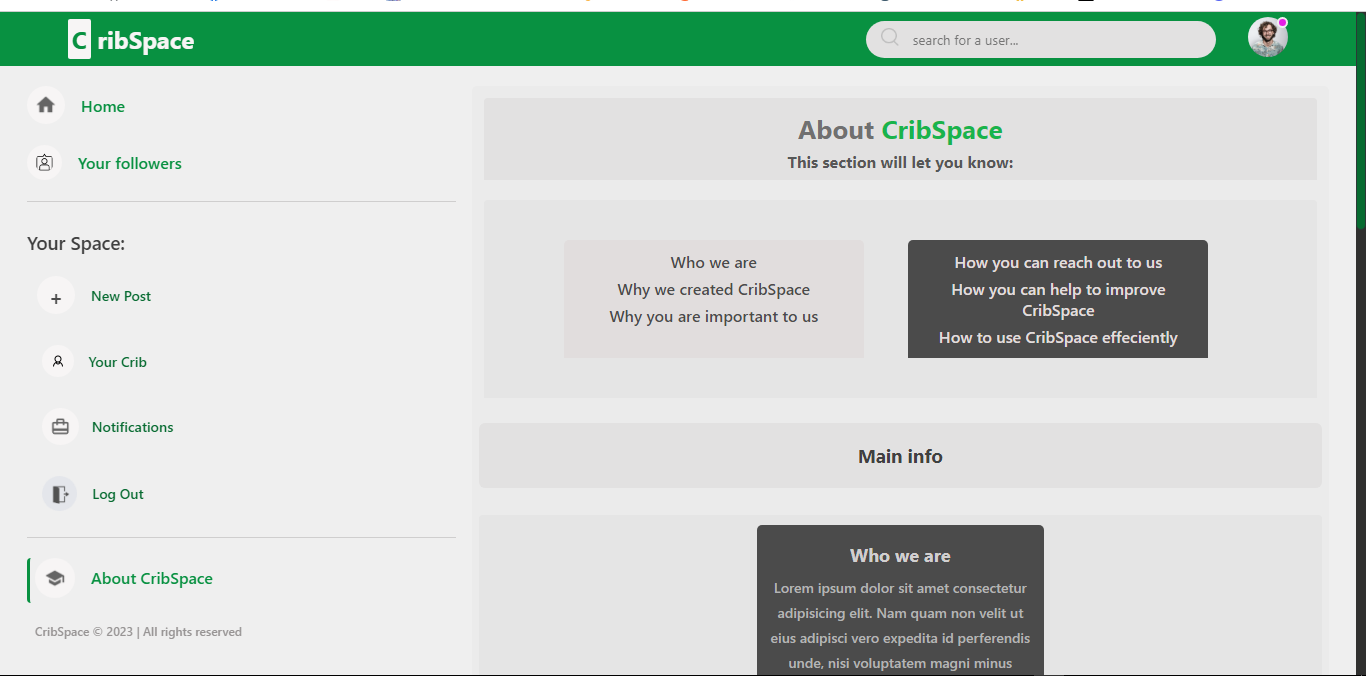 CribSpace
search for a user...
Home
Your followers
Your Space:
New Post
Your Crib
Notifications
Log Out
About CribSpace
CribSpace © 2023 | All rights reserved
About CribSpace
This section will let you know:
Who we are
Why we created CribSpace
Why you are important to us
How you can reach out to us
How you can help to improve
CribSpace
How to use CribSpace effeciently
Main info
Who we are
Lorem ipsum dolor sit amet consectetur
adipisicing elit. Nam quam non velit ut
eius adipisci vero expedita id perferendis
unde, nisi voluptatem magni minus